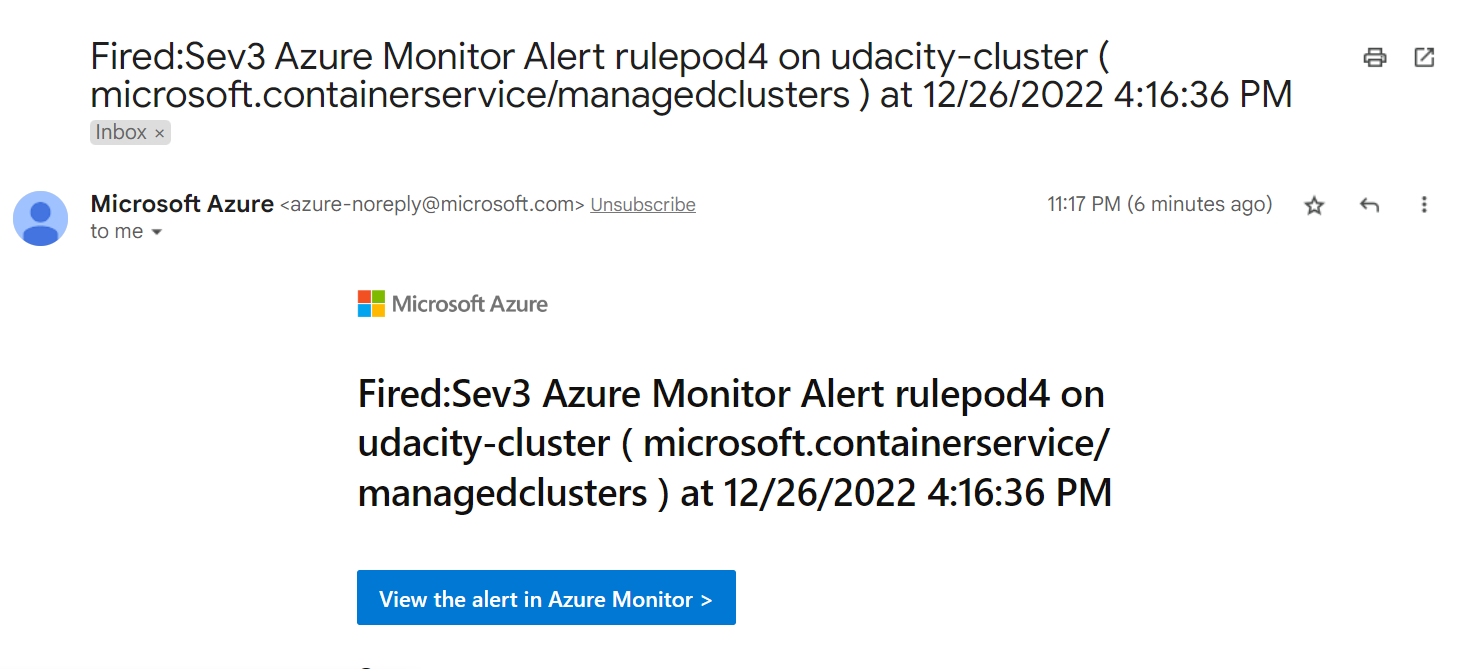 Fired:Sev3 Azure Monitor Alert rulepod4 on udacity-cluster (
microsoft.containerservice/managedclusters ) at 12/26/2022 4:16:36 PM
Inbox ×
Microsoft Azure <azure-noreply@microsoft.com> Unsubscribe
11:17 PM (6 minutes ago)
to me
Microsoft Azure
Fired:Sev3 Azure Monitor Alert rulepod4 on
udacity-cluster ( microsoft.containerservice/
managedclusters ) at 12/26/2022 4:16:36 PM
View the alert in Azure Monitor >